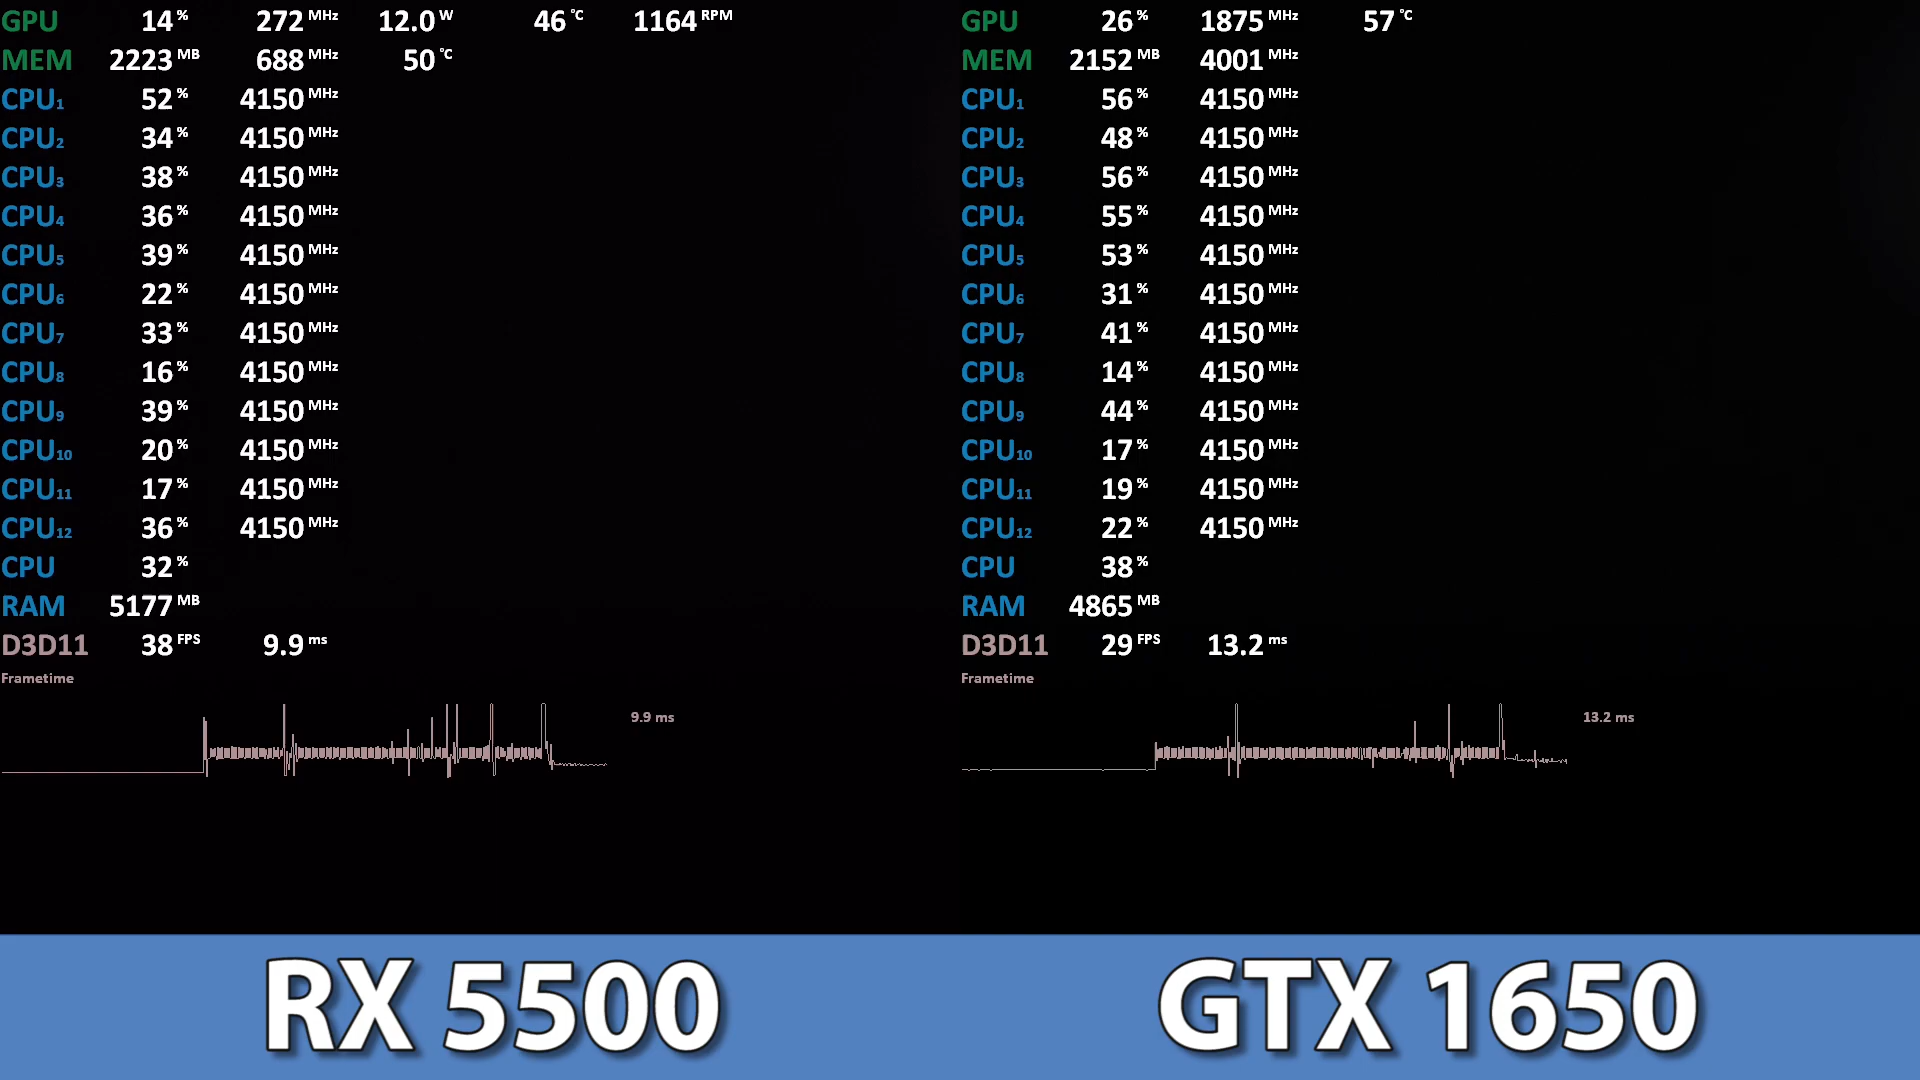 GPU 14 % 272 MHz 12.0 W 46 °C 1164 RPM
MEM 2223 MB 688 MHz 50 °C
CPU1 52 % 4150 MHz
CPU2 34 % 4150 MHz
CPU3 38 % 4150 MHz
CPU4 36 % 4150 MHz
CPU5 39 % 4150 MHz
CPU6 22 % 4150 MHz
CPU7 33 % 4150 MHz
CPU8 16 % 4150 MHz
CPU9 39 % 4150 MHz
CPU10 20 % 4150 MHz
CPU11 17 % 4150 MHz
CPU12 36 % 4150 MHz
CPU 32 %
RAM 5177 MB
D3D11 38 FPS 9.9 ms
Frametime
9.9 ms
RX 5500
GPU 26 % 1875 MHz 57 °C
MEM 2152 MB 4001 MHz
CPU1 56 % 4150 MHz
CPU2 48 % 4150 MHz
CPU3 56 % 4150 MHz
CPU4 55 % 4150 MHz
CPU5 53 % 4150 MHz
CPU6 31 % 4150 MHz
CPU7 41 % 4150 MHz
CPU8 14 % 4150 MHz
CPU9 44 % 4150 MHz
CPU10 17 % 4150 MHz
CPU11 19 % 4150 MHz
CPU12 22 % 4150 MHz
CPU 38 %
RAM 4865 MB
D3D11 29 FPS 13.2 ms
Frametime
13.2 ms
GTX 1650